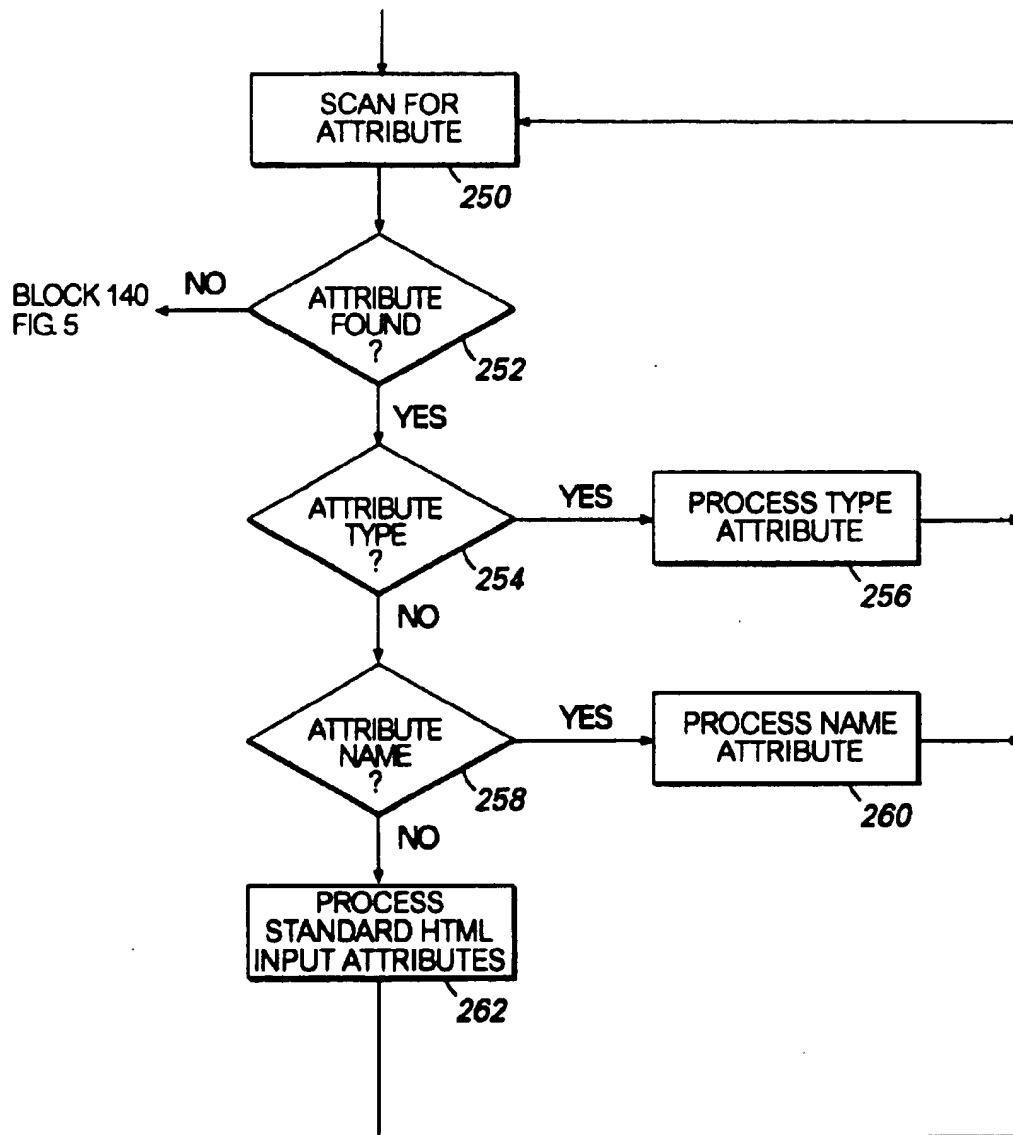 SCAN FOR
ATTRIBUTE
250
BLOCK 140
FIG. 5
NO
ATTRIBUTE
FOUND
?
252
YES
ATTRIBUTE
TYPE
?
254
YES
PROCESS TYPE
ATTRIBUTE
256
NO
ATTRIBUTE
NAME
?
258
YES
PROCESS NAME
ATTRIBUTE
260
NO
PROCESS
STANDARD HTML
INPUT ATTRIBUTES
262